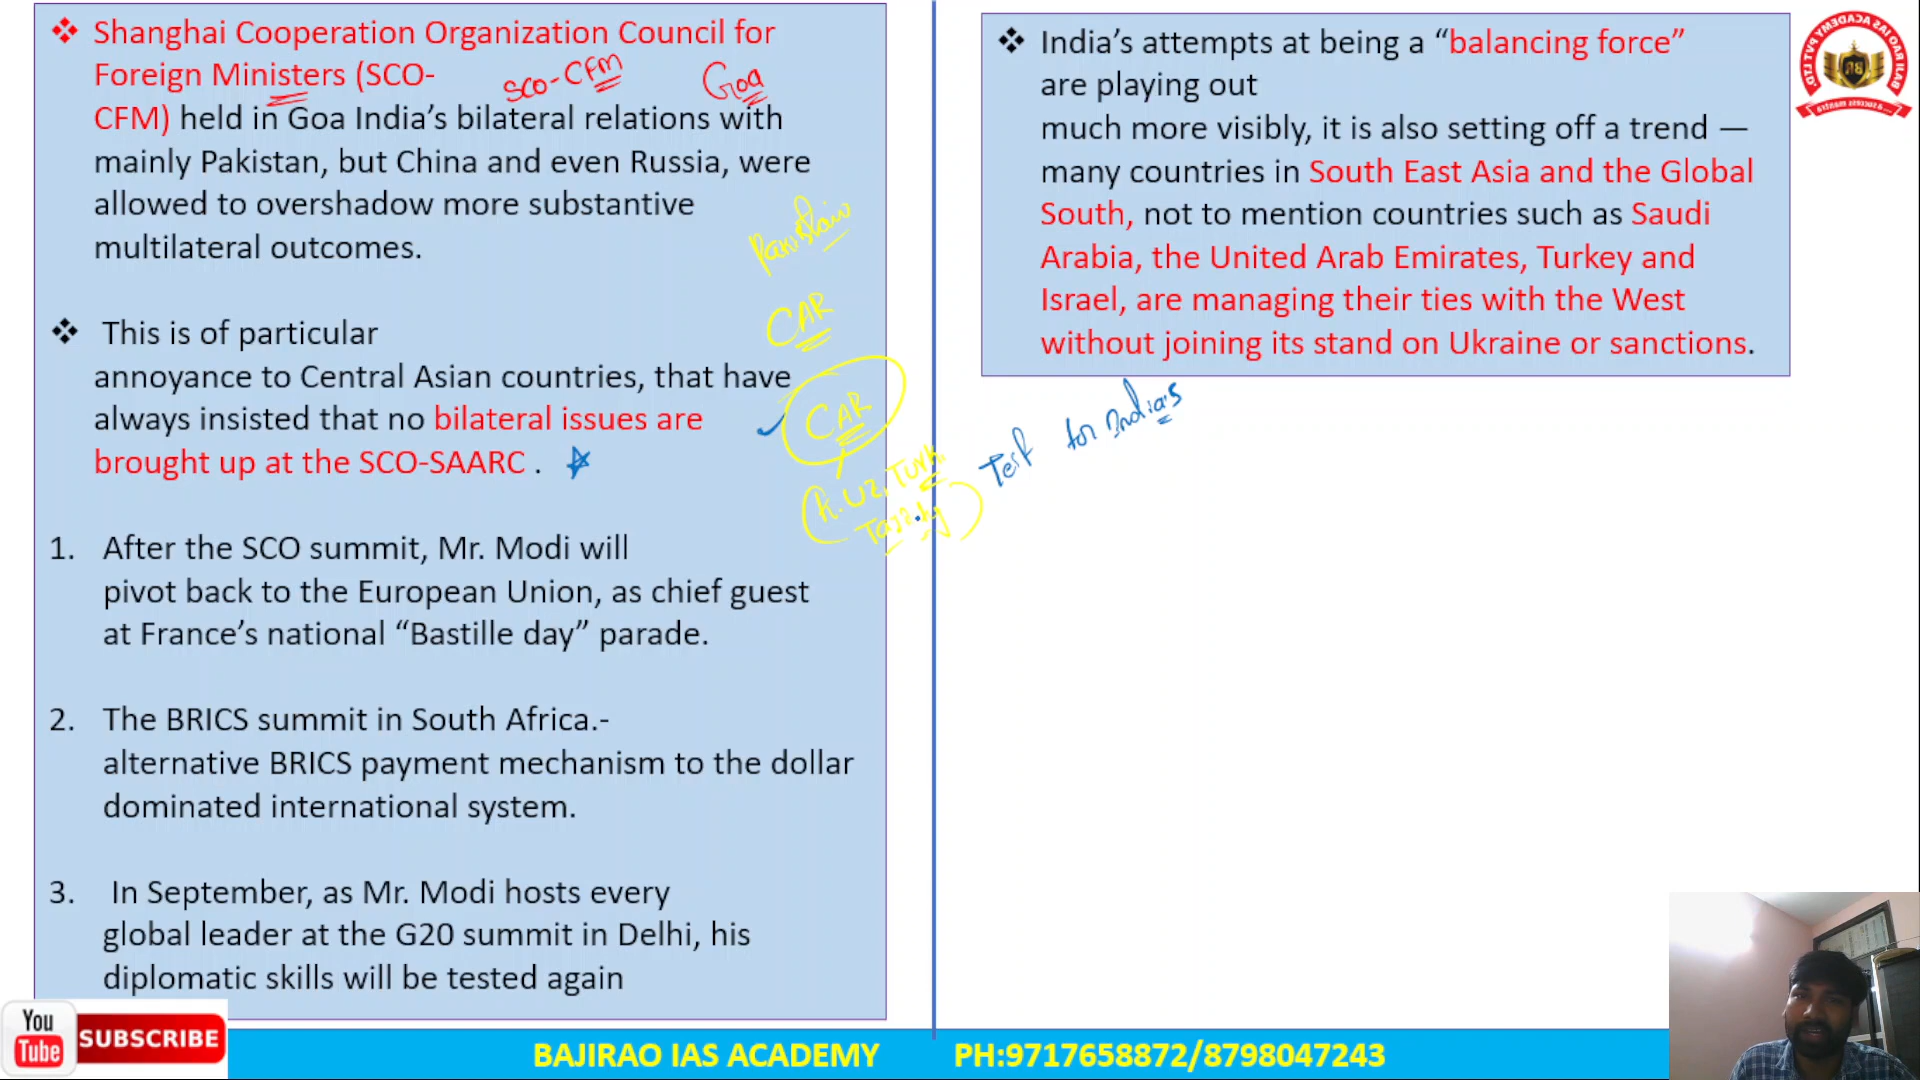 ❖ Shanghai Cooperation Organization Council for
Foreign Ministers (SCO-
CFM) held in Goa India’s bilateral relations with
mainly Pakistan, but China and even Russia, were
allowed to overshadow more substantive
multilateral outcomes.
SCO-CFM
Goa
Pakistan
CAR
❖ This is of particular
annoyance to Central Asian countries, that have
always insisted that no bilateral issues are
brought up at the SCO-SAARC .
CAR
K. UZ, Turk.
1. After the SCO summit, Mr. Modi will
pivot back to the European Union, as chief guest
at France’s national “Bastille day” parade.
2. The BRICS summit in South Africa.-
alternative BRICS payment mechanism to the dollar
dominated international system.
3. In September, as Mr. Modi hosts every
global leader at the G20 summit in Delhi, his
diplomatic skills will be tested again
❖ India’s attempts at being a “balancing force”
are playing out
much more visibly, it is also setting off a trend —
many countries in South East Asia and the Global
South, not to mention countries such as Saudi
Arabia, the United Arab Emirates, Turkey and
Israel, are managing their ties with the West
without joining its stand on Ukraine or sanctions.
Test for India's
BAJIRAO IAS ACADEMY PVT LTD.
You
Tube
SUBSCRIBE
BAJIRAO IAS ACADEMY PH:9717658872/8798047243